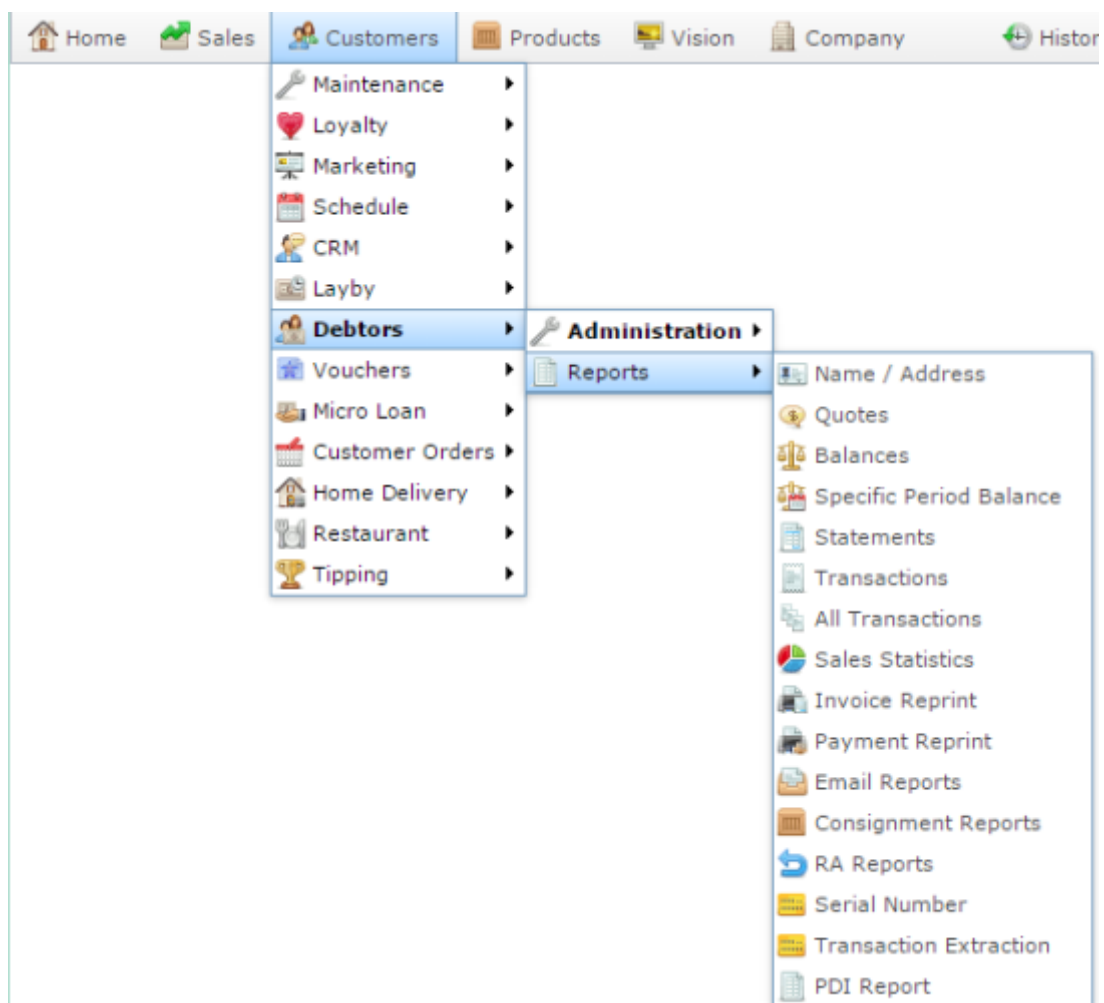 Home Sales Customers Products Vision Company Histor
Maintenance
Loyalty
Marketing
Schedule
CRM
Layby
Debtors
Vouchers
Micro Loan
Customer Orders
Home Delivery
Restaurant
Tipping
Administration
Reports
Name / Address
Quotes
Balances
Specific Period Balance
Statements
Transactions
All Transactions
Sales Statistics
Invoice Reprint
Payment Reprint
Email Reports
Consignment Reports
RA Reports
Serial Number
Transaction Extraction
PDI Report